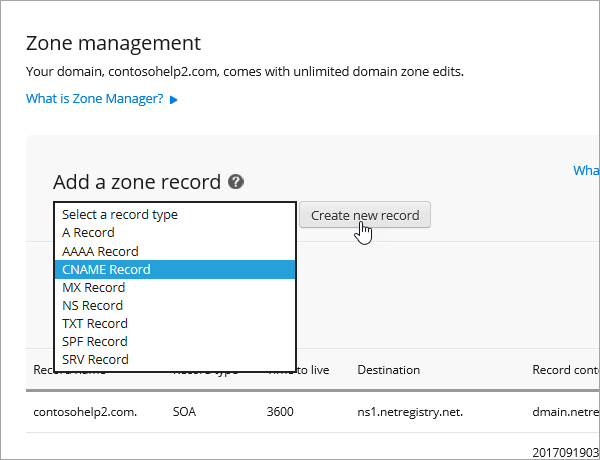 Zone management
Your domain, contosohelp2.com, comes with unlimited domain zone edits.
What is Zone Manager?
Wha
Add a zone record ?
Select a record type
Create new record
A Record
AAAA Record
CNAME Record
MX Record
NS Record
TXT Record
SPF Record
SRV Record
Record name Record type Time to live Destination Record conte
contosohelp2.com. SOA 3600 ns1.netregistry.net. dmain.netre
2017091903